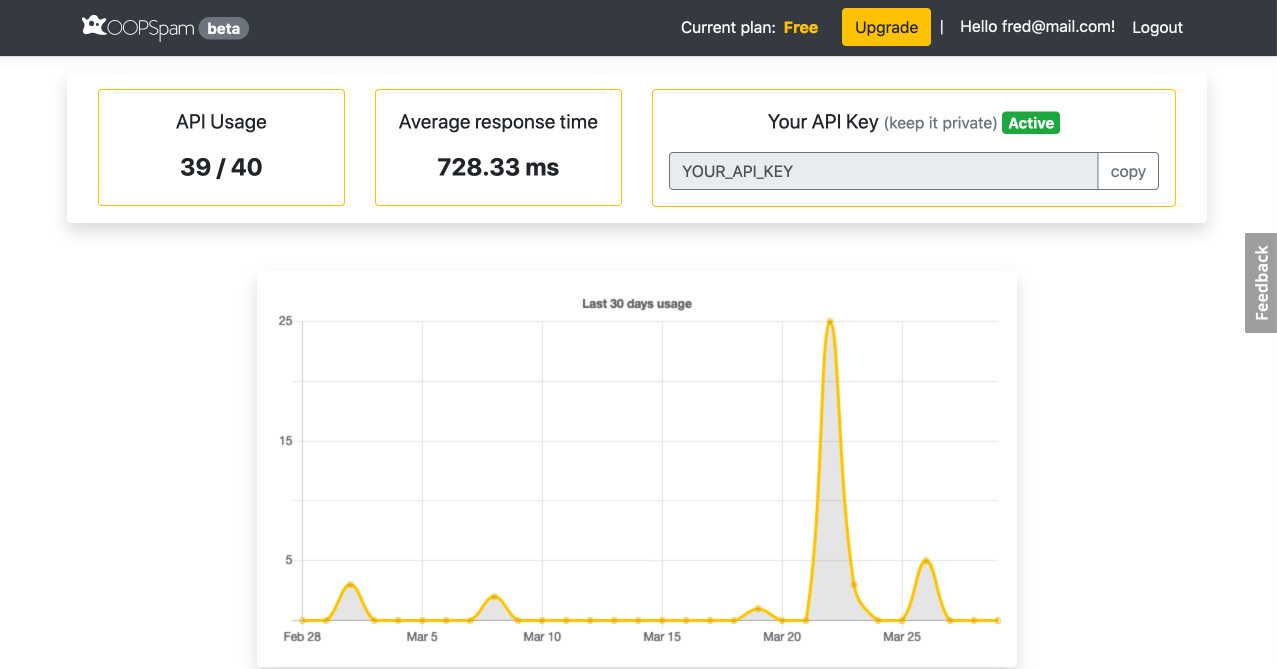 OOPSpam beta
Current plan: Free Upgrade | Hello fred@mail.com! Logout
API Usage
39 / 40
Average response time
728.33 ms
Your API Key (keep it private) Active
YOUR_API_KEY copy
Feedback
Last 30 days usage
25
15
5
Feb 28 Mar 5 Mar 10 Mar 15 Mar 20 Mar 25